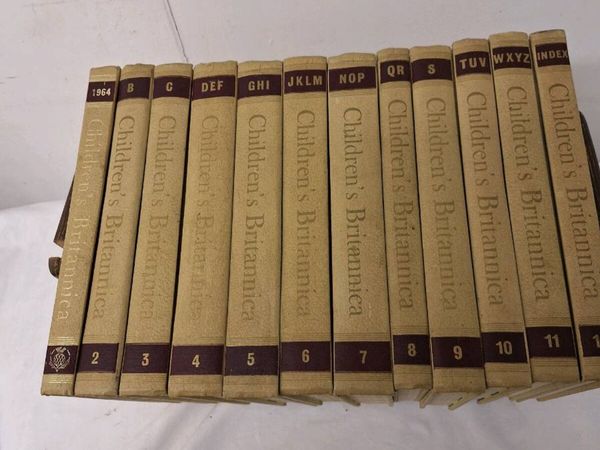 1964
Children's Britannica
B
Children's Britannica
2
C
Children's Britannica
3
DEF
Children's Britannica
4
GHI
Children's Britannica
5
JKLM
Children's Britannica
6
NOP
Children's Britannica
7
QR
Children's Britannica
8
S
Children's Britannica
9
TUV
Children's Britannica
10
WXYZ
Children's Britannica
11
INDEX
Children's Britannica